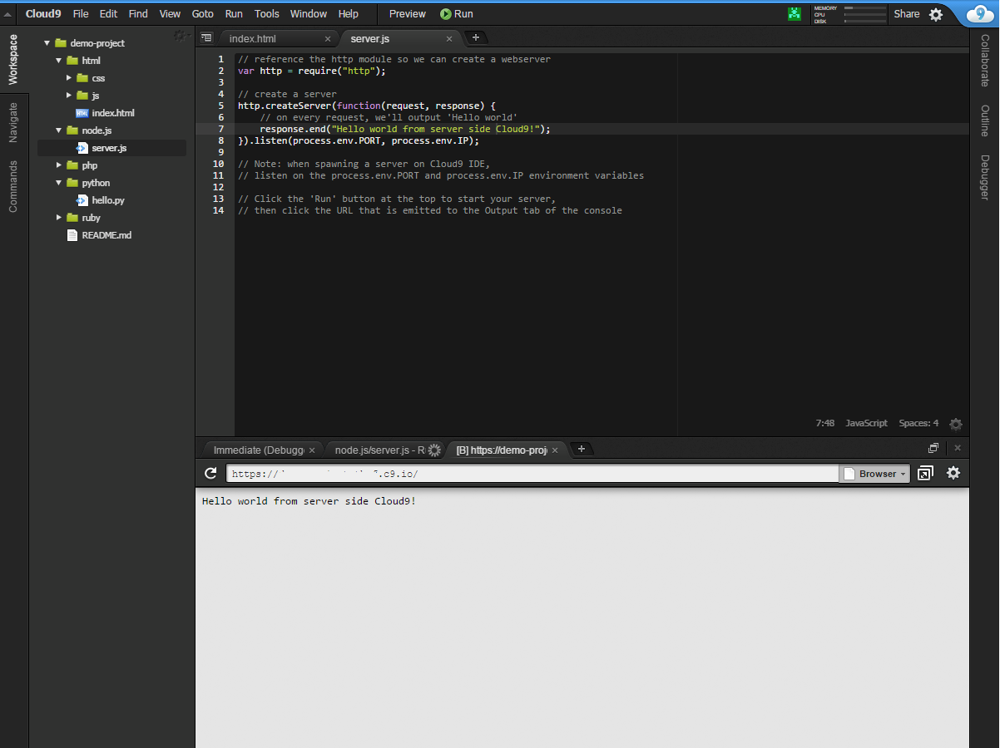 Cloud9 File Edit Find View Goto Run Tools Window Help Preview Run
MEMORY
CPU
DISK
Share
9
Workspace
Navigate
Commands
demo-project
html
css
js
index.html
node.js
server.js
php
python
hello.py
ruby
README.md
index.html server.js
1 // reference the http module so we can create a webserver
2 var http = require("http");
3
4 // create a server
5 http.createServer(function(request, response) {
6 // on every request, we'll output 'Hello world'
7 response.end("Hello world from server side Cloud9!");
8 }).listen(process.env.PORT, process.env.IP);
9
10 // Note: when spawning a server on Cloud9 IDE,
11 // listen on the process.env.PORT and process.env.IP environment variables
12
13 // Click the 'Run' button at the top to start your server,
14 // then click the URL that is emitted to the Output tab of the console
7:48 JavaScript Spaces: 4
Immediate (Debugg node.js/server.js - R [B] https://demo-proj
https:// .c9.io/ Browser
Hello world from server side Cloud9!
Collaborate
Outline
Debugger